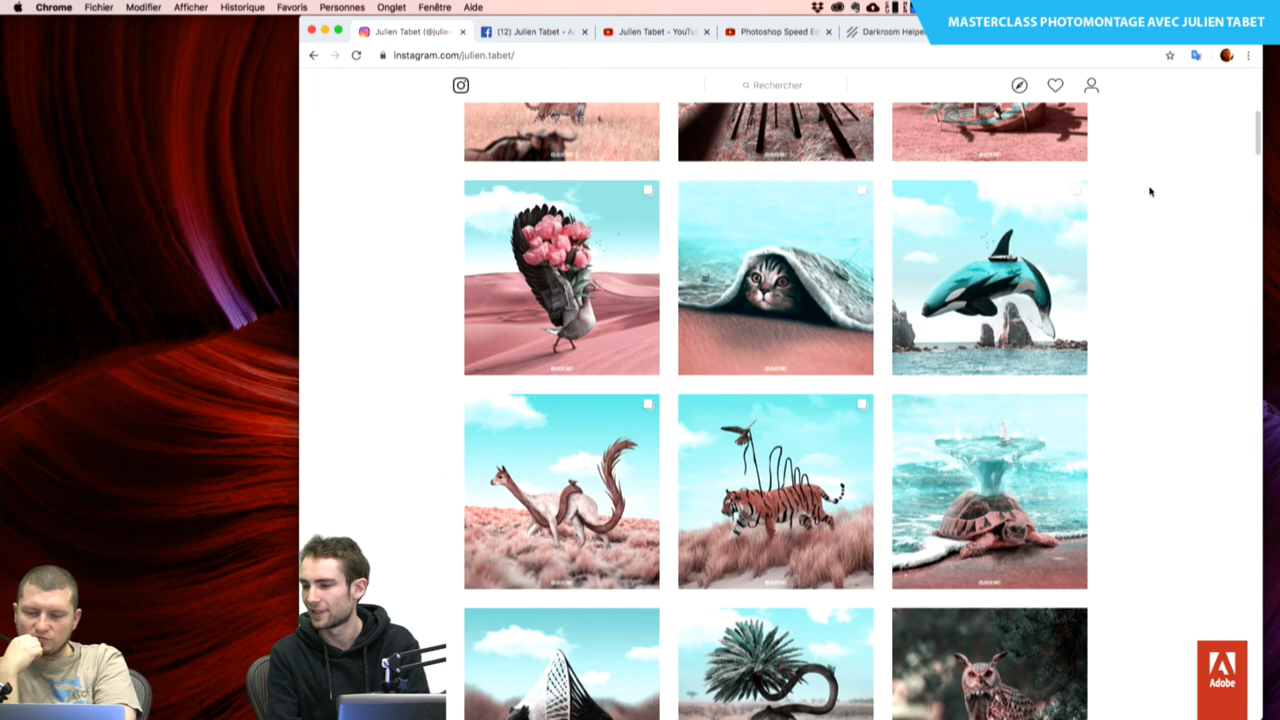 Chrome Fichier Modifier Afficher Historique Favoris Personnes Onglet Fenêtre Aide
MASTERCLASS PHOTOMONTAGE AVEC JULIEN TABET
Julien Tabet (@julie
(12) Julien Tabet - A
Julien Tabet - YouTu
Photoshop Speed E
Darkroom Helpe
instagram.com/julien.tabet/
Rechercher
Adobe